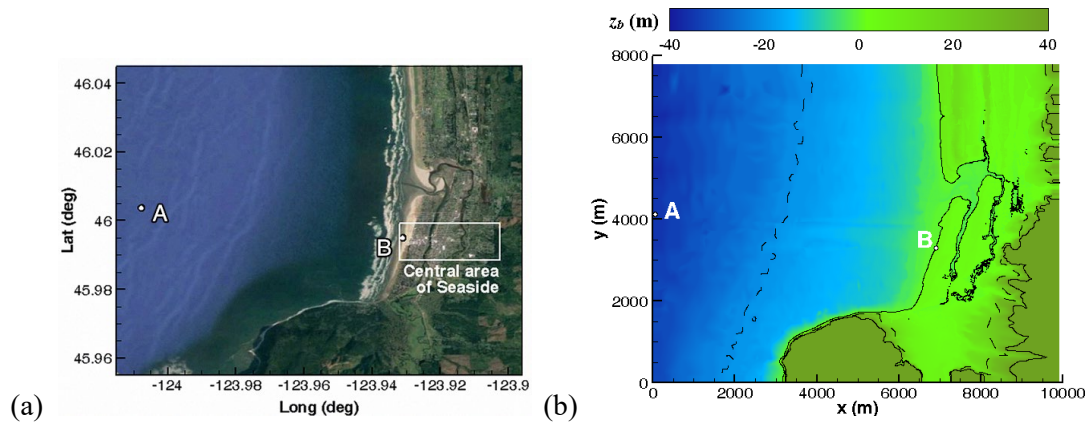 (a)
Lat (deg)
46.04
46.02
46
45.98
45.96
A
B
Central area
of Seaside
-124
-123.98
-123.96
-123.94
-123.92
-123.9
Long (deg)
(b)
z_b (m)
-40
-20
0
20
40
y (m)
8000
6000
4000
2000
0
A
B
2000
4000
6000
8000
10000
x (m)